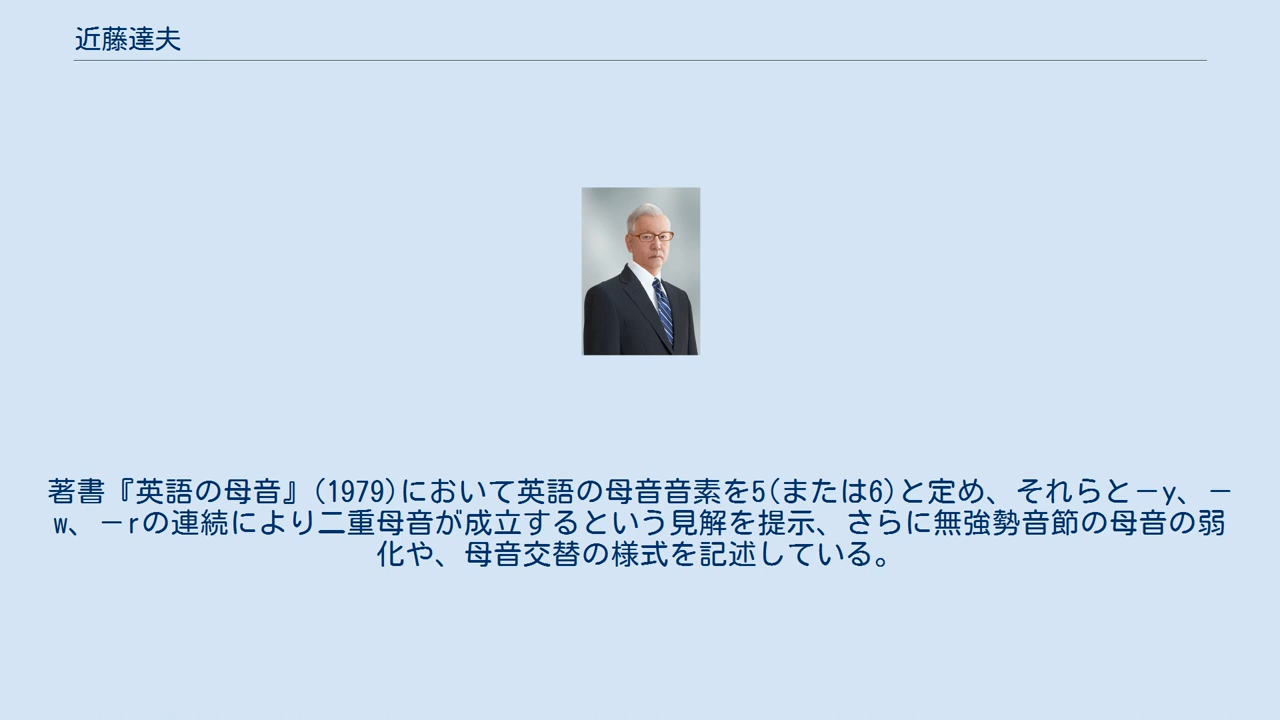 近藤達夫
著書『英語の母音』(1979)において英語の母音音素を5(または6)と定め、それらと－y、－
w、－rの連続により二重母音が成立するという見解を提示、さらに無強勢音節の母音の弱
化や、母音交替の様式を記述している。